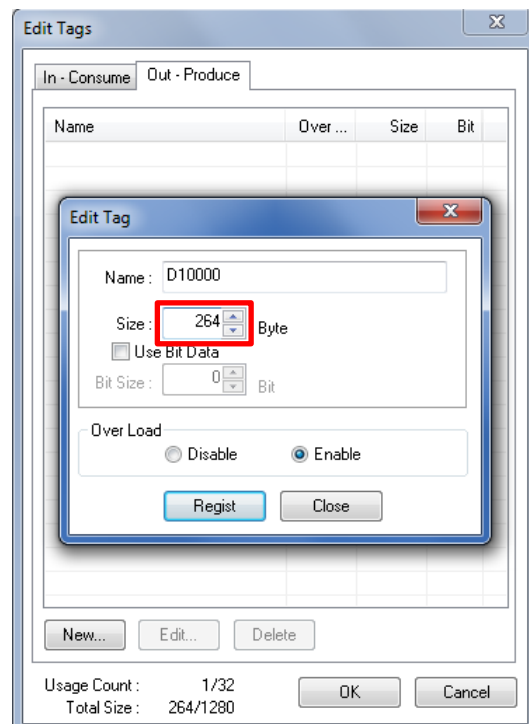 Edit Tags
In - Consume Out - Produce
Name Over ... Size Bit
Edit Tag
Name : D10000
Size : 264 Byte
Use Bit Data
Bit Size : 0 Bit
Over Load
Disable Enable
Regist Close
New... Edit... Delete
Usage Count : 1/32
Total Size : 264/1280
OK Cancel